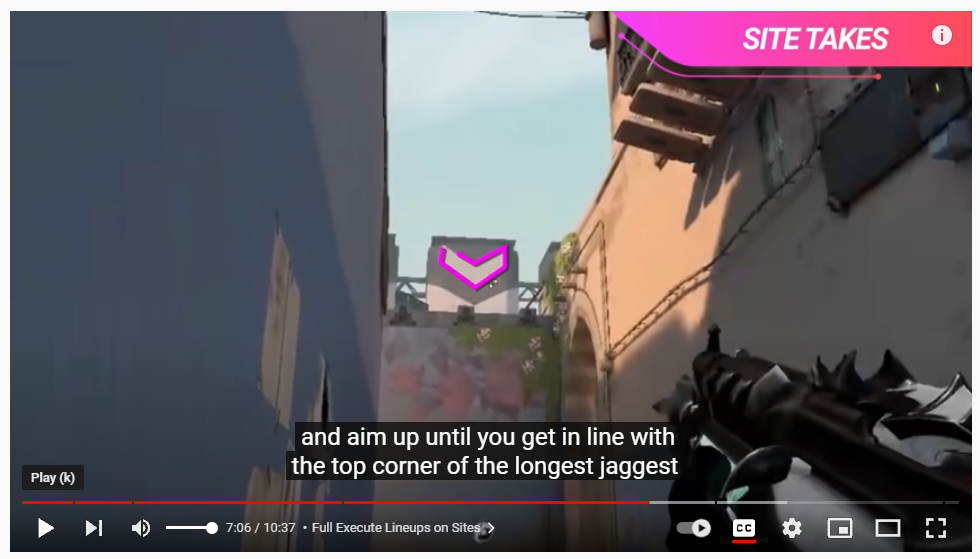 SITE TAKES
i
and aim up until you get in line with
the top corner of the longest jaggest
Play (k)
7:06 / 10:37 • Full Execute Lineups on Sites
CC